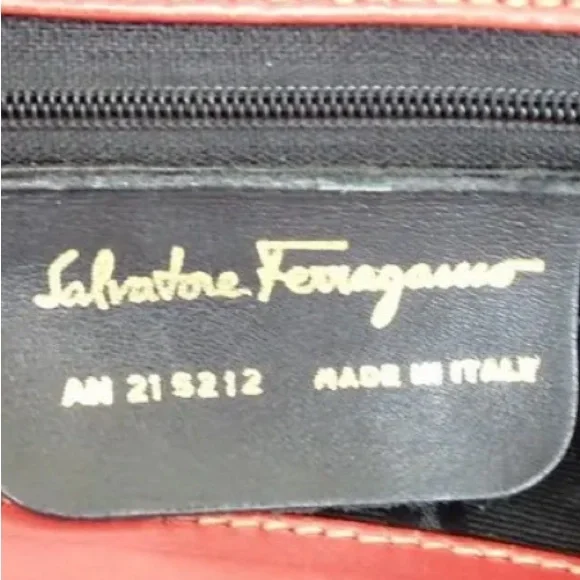 Salvatore Ferragamo
AN 21 5212 MADE IN ITALY